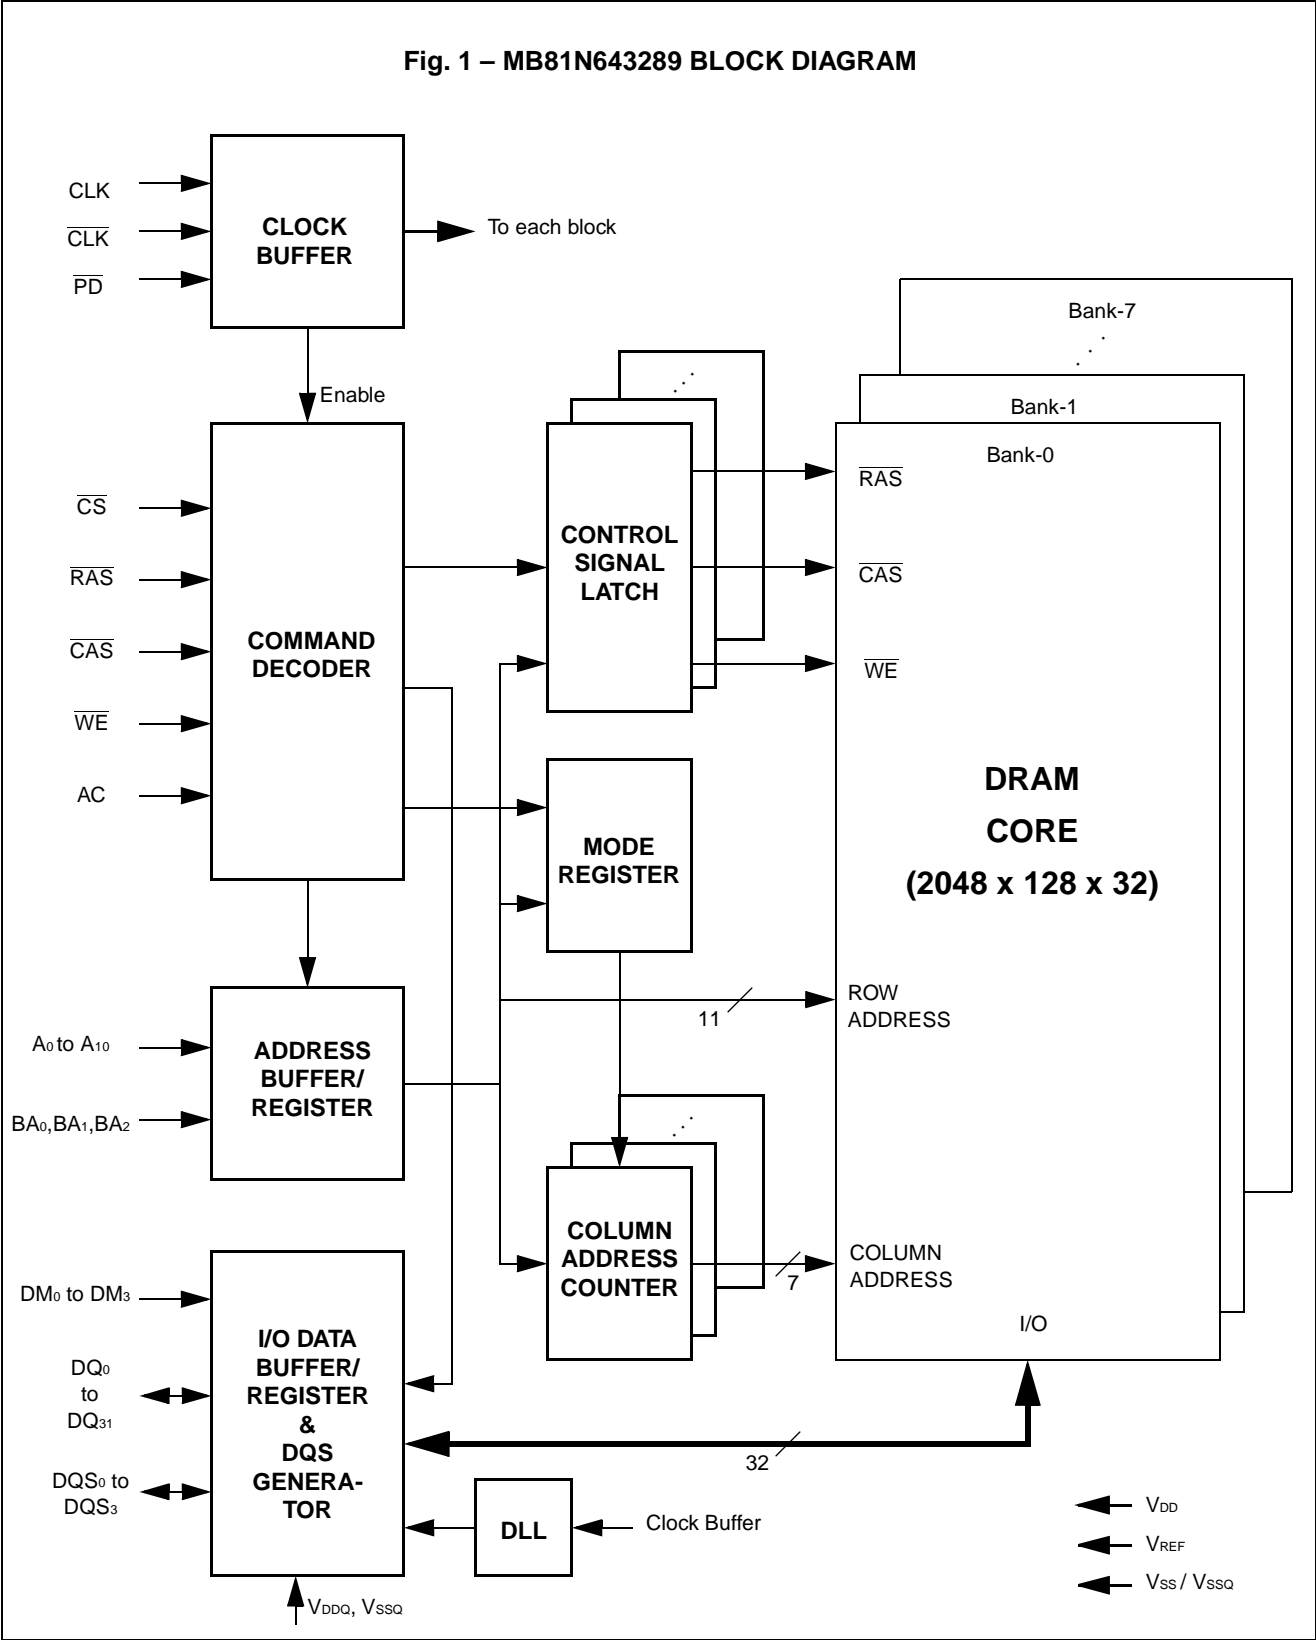 Fig. 1 – MB81N643289 BLOCK DIAGRAM
CLK
CLK
PD
CLOCK
BUFFER
To each block
Enable
CS
RAS
CAS
WE
AC
COMMAND
DECODER
CONTROL
SIGNAL
LATCH
MODE
REGISTER
Bank-7
Bank-1
Bank-0
RAS
CAS
WE
DRAM
CORE
(2048 x 128 x 32)
A0 to A10
BA0,BA1,BA2
ADDRESS
BUFFER/
REGISTER
11
ROW
ADDRESS
COLUMN
ADDRESS
COUNTER
7
COLUMN
ADDRESS
I/O
DM0 to DM3
DQ0
to
DQ31
DQS0 to
DQS3
I/O DATA
BUFFER/
REGISTER
&
DQS
GENERA-
TOR
32
DLL
Clock Buffer
VDDQ, VSSQ
VDD
VREF
VSS / VSSQ